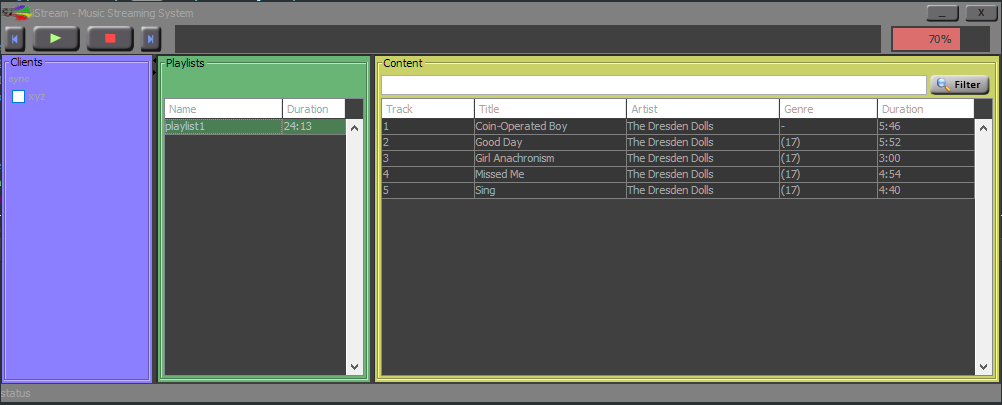 iStream - Music Streaming System
_ X
70%
Clients
sync
xyz
Playlists
Name Duration
playlist1 24:13
Content
Filter
Track Title Artist Genre Duration
1 Coin-Operated Boy The Dresden Dolls - 5:46
2 Good Day The Dresden Dolls (17) 5:52
3 Girl Anachronism The Dresden Dolls (17) 3:00
4 Missed Me The Dresden Dolls (17) 4:54
5 Sing The Dresden Dolls (17) 4:40
status